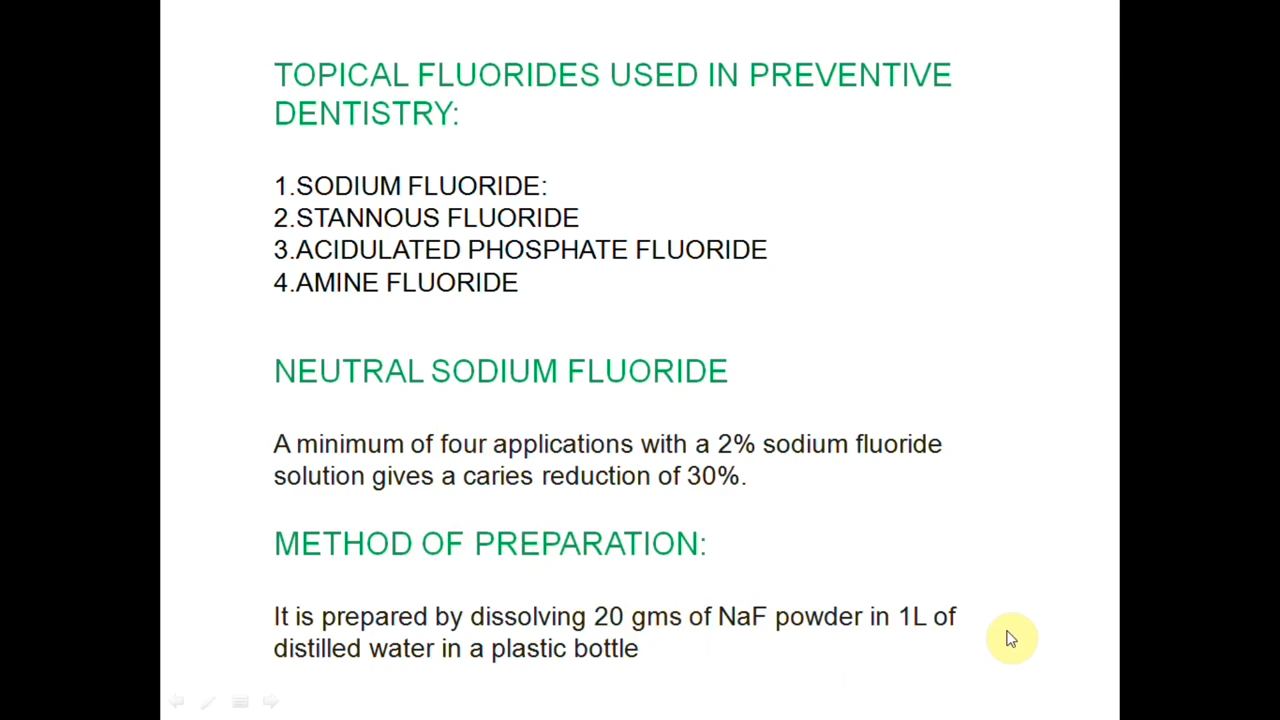 TOPICAL FLUORIDES USED IN PREVENTIVE
DENTISTRY:
1.SODIUM FLUORIDE:
2.STANNOUS FLUORIDE
3.ACIDULATED PHOSPHATE FLUORIDE
4.AMINE FLUORIDE
NEUTRAL SODIUM FLUORIDE
A minimum of four applications with a 2% sodium fluoride
solution gives a caries reduction of 30%.
METHOD OF PREPARATION:
It is prepared by dissolving 20 gms of NaF powder in 1L of
distilled water in a plastic bottle